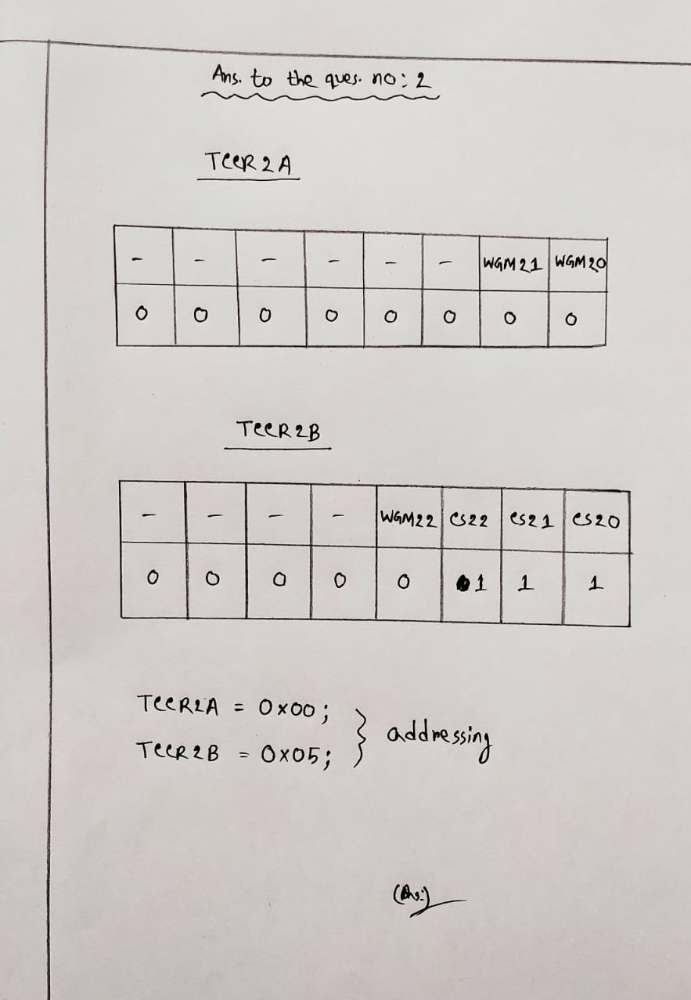 Ans. to the ques. no: 2
TCCR2A
- - - - - - WGM21 WGM20
0 0 0 0 0 0 0 0
TCCR2B
- - - - WGM22 CS22 CS21 CS20
0 0 0 0 0 1 1 1
TCCR2A = 0x00;
TCCR2B = 0x05; } addressing
(Ans:)